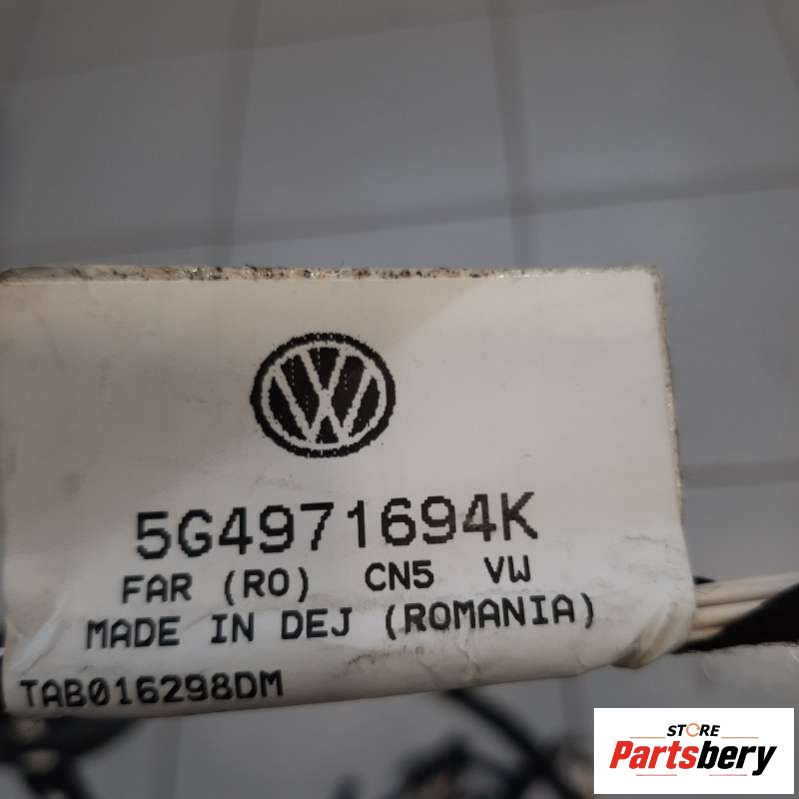 5G4971694K
FAR (RO) CN5 VW
MADE IN DEJ (ROMANIA)
TAB016298DM
STORE
Partsbery